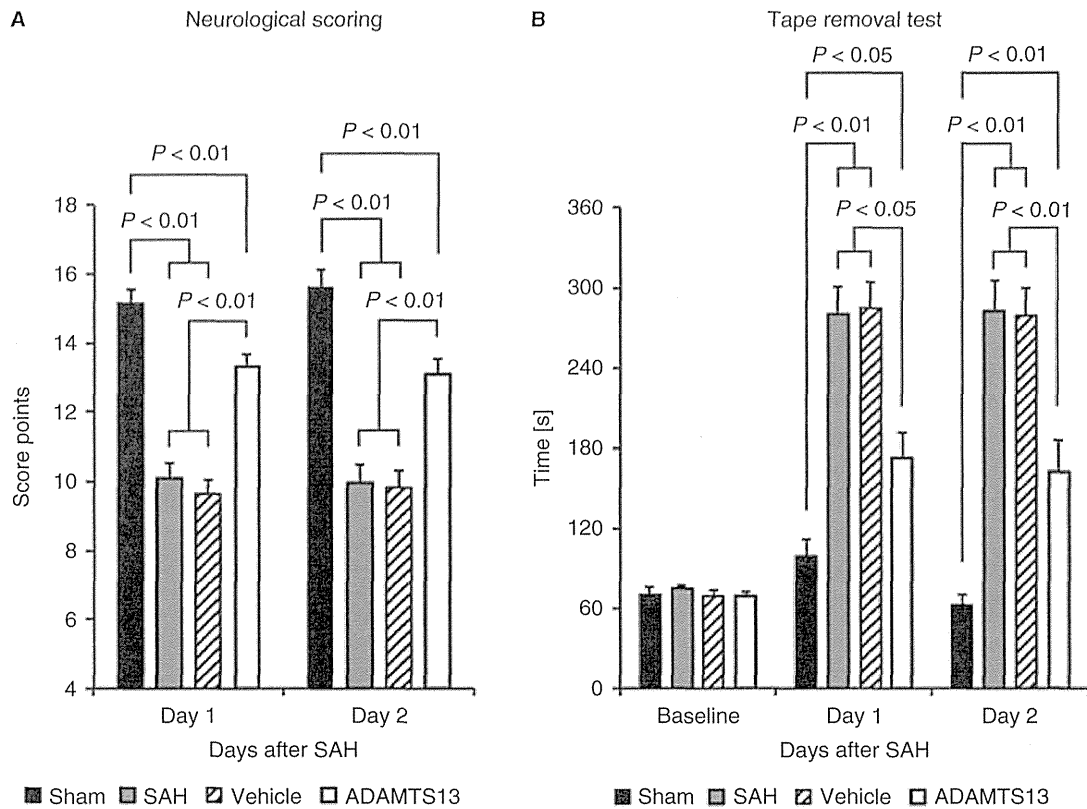 A Neurological scoring
P < 0.01
P < 0.01
P < 0.01
P < 0.01
P < 0.01
P < 0.01
Score points
18
16
14
12
10
8
6
4
Day 1 Day 2
Days after SAH
Sham SAH Vehicle ADAMTS13
B Tape removal test
P < 0.05
P < 0.01
P < 0.01
P < 0.01
P < 0.05
P < 0.01
Time [s]
360
300
240
180
120
60
0
Baseline Day 1 Day 2
Days after SAH
Sham SAH Vehicle ADAMTS13